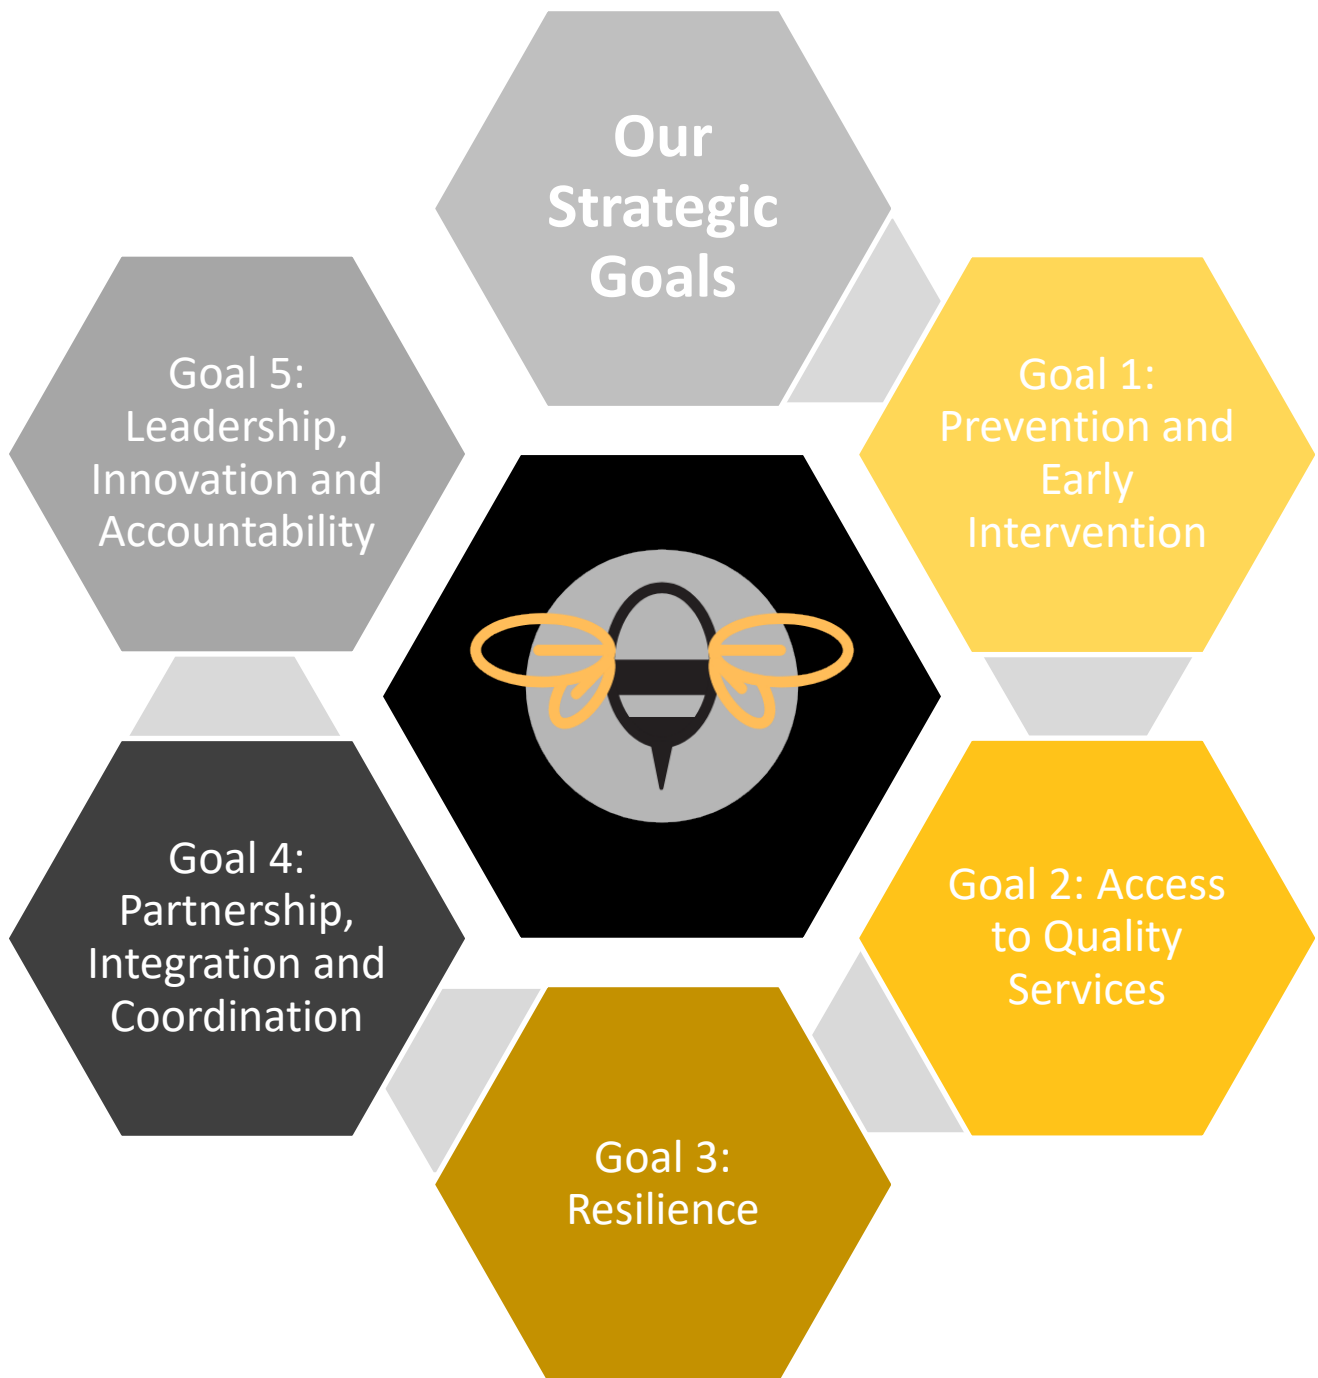 Our
Strategic
Goals
Goal 1:
Prevention and
Early
Intervention
Goal 2: Access
to Quality
Services
Goal 3:
Resilience
Goal 4:
Partnership,
Integration and
Coordination
Goal 5:
Leadership,
Innovation and
Accountability